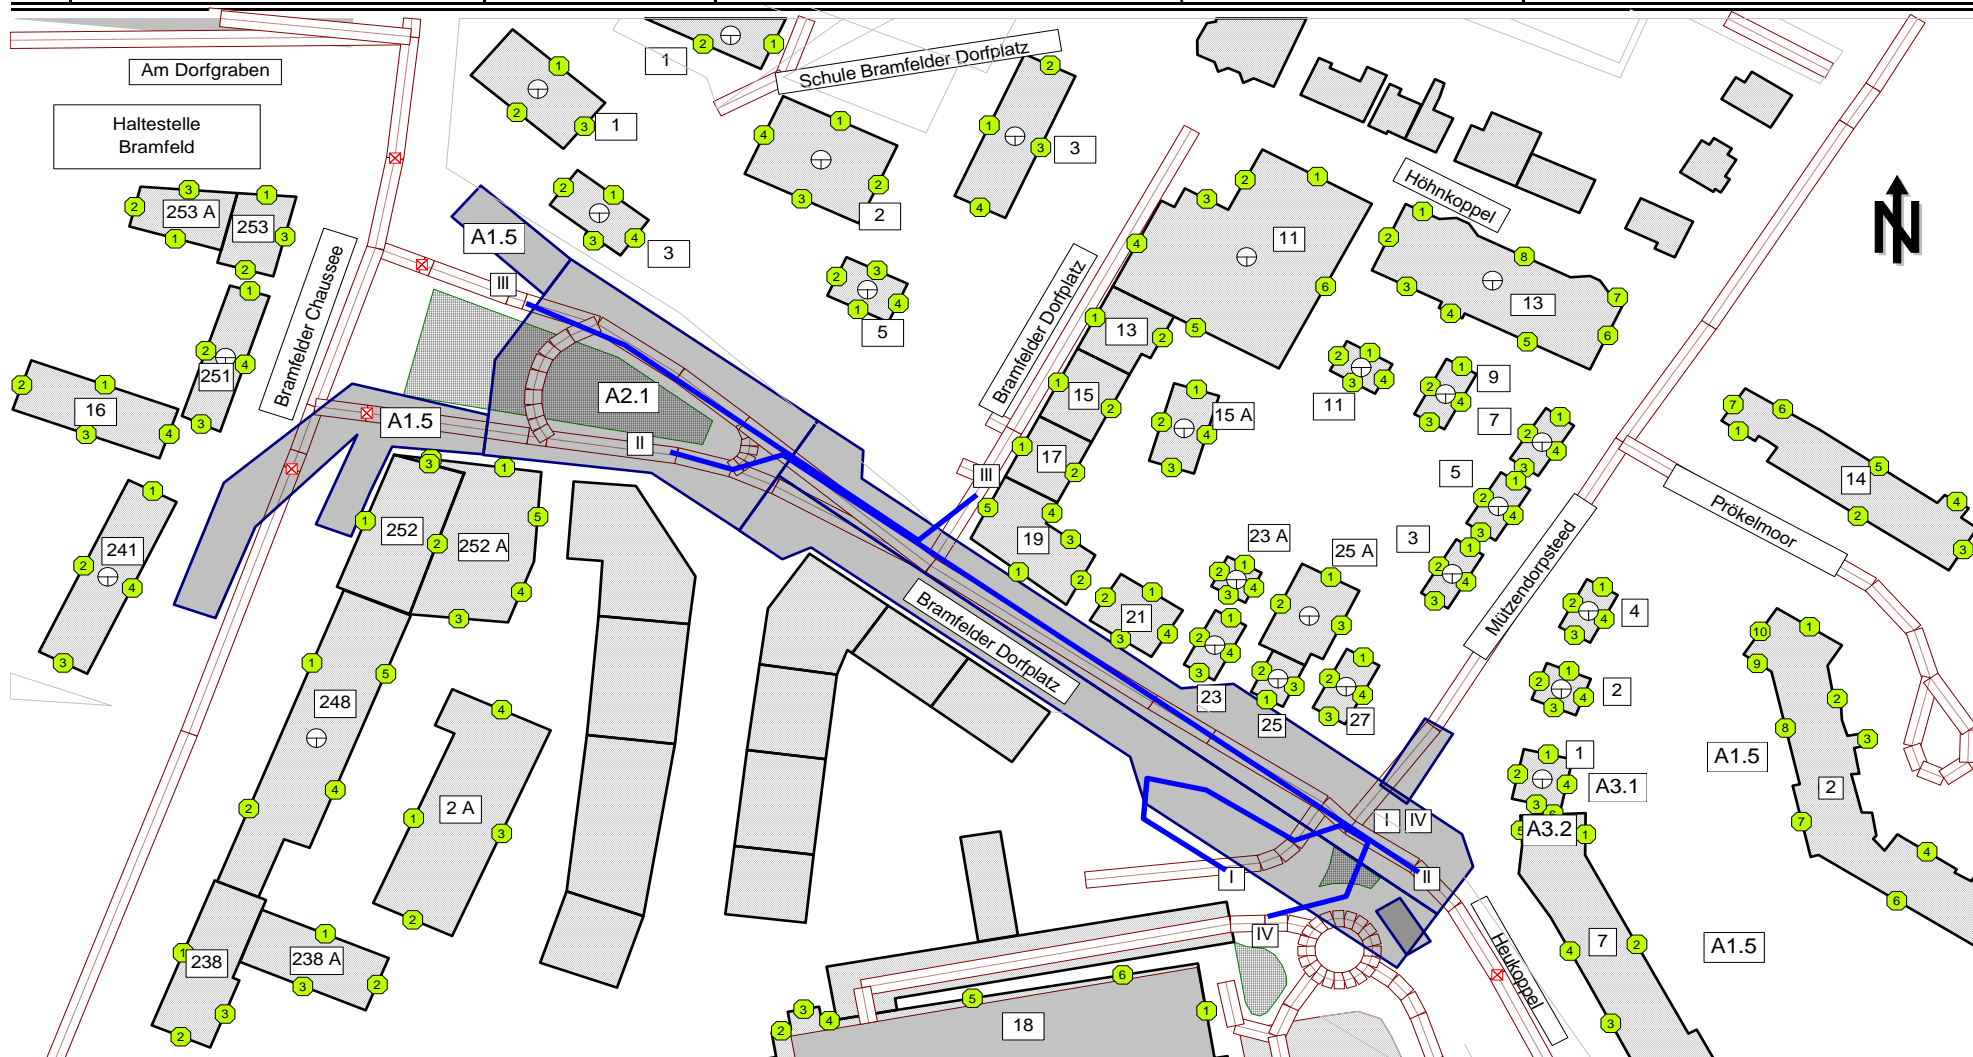 Am Dorfgraben
Haltestelle
Bramfeld
Schule Bramfelder Dorfplatz
Höhnkoppel
Bramfelder Chaussee
Bramfelder Dorfplatz
Bramfelder Dorfplatz
Mützendorpsteed
Prökelmoor
Heukoppel
N
A1.5
A2.1
A1.5
A1.5
A3.1
A3.2
A1.5
III
II
III
I
IV
I
II
IV
253 A
253
251
16
241
252
252 A
248
2 A
238
238 A
1
1
3
2
3
5
11
13
13
15
15 A
17
19
21
23 A
25 A
23
25
27
11
9
7
5
3
4
2
1
14
2
7
18